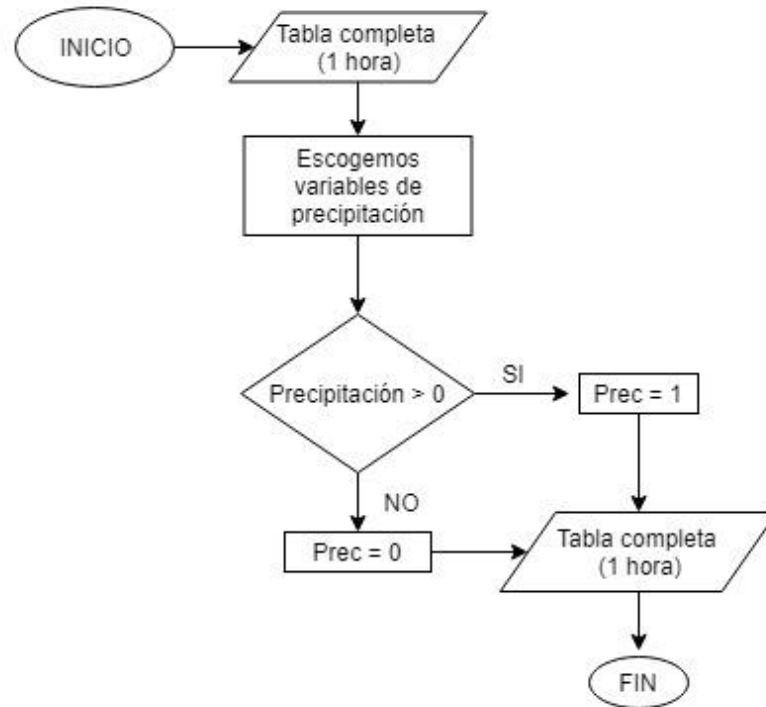 INICIO
Tabla completa
(1 hora)
Escogemos
variables de
precipitación
Precipitación > 0
SI
Prec = 1
NO
Prec = 0
Tabla completa
(1 hora)
FIN